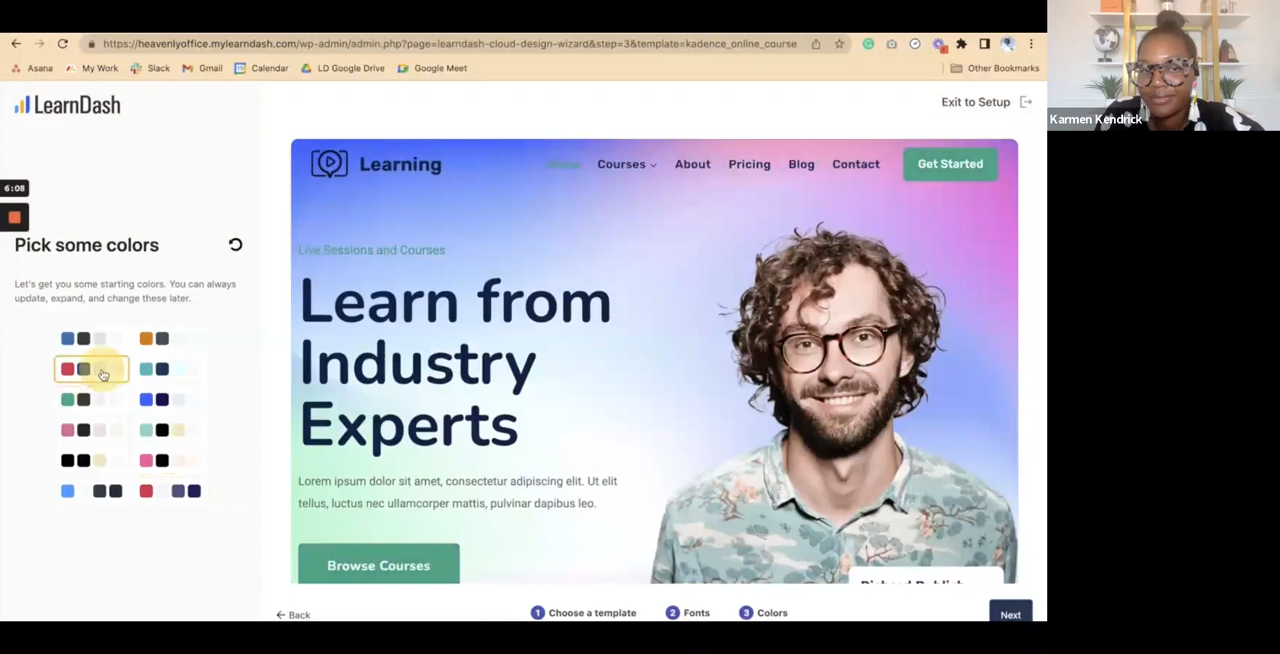 https://heavenlyoffice.mylearndash.com/wp-admin/admin.php?page=learndash-cloud-design-wizard&step=3&template=kadence_online_course
Asana My Work Slack Gmail Calendar LD Google Drive Google Meet Other Bookmarks
Karmen Kendrick
LearnDash
Exit to Setup
Learning
Home Courses About Pricing Blog Contact Get Started
6:08
Pick some colors
Let's get you some starting colors. You can always
update, expand, and change these later.
Live Sessions and Courses
Learn from
Industry
Experts
Lorem ipsum dolor sit amet, consectetur adipiscing elit. Ut elit
tellus, luctus nec ullamcorper mattis, pulvinar dapibus leo.
Browse Courses
Back
1 Choose a template 2 Fonts 3 Colors
Next